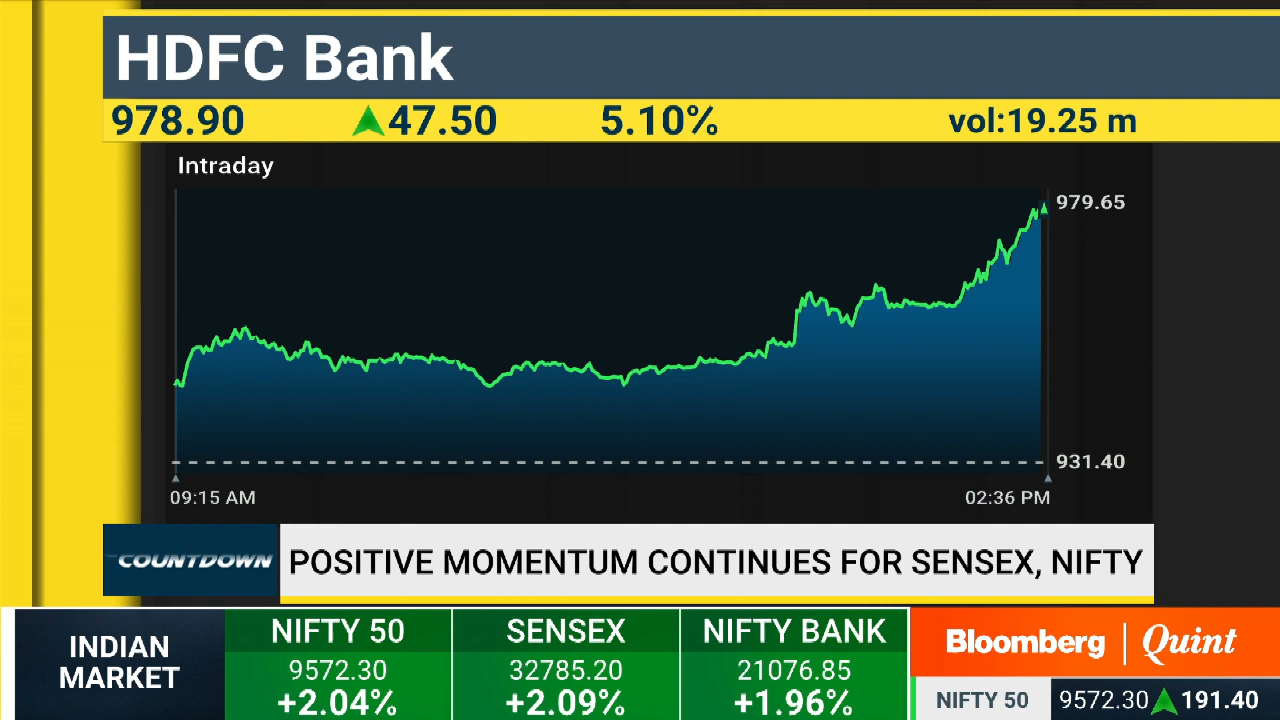 HDFC Bank
978.90 47.50 5.10% vol:19.25 m
Intraday
979.65
931.40
09:15 AM 02:36 PM
COUNTDOWN POSITIVE MOMENTUM CONTINUES FOR SENSEX, NIFTY
INDIAN
MARKET
NIFTY 50
9572.30
+2.04%
SENSEX
32785.20
+2.09%
NIFTY BANK
21076.85
+1.96%
Bloomberg | Quint
NIFTY 50 9572.30 191.40